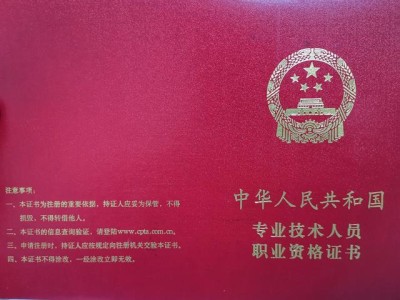 注意事项：
一、本证书为注册的重要依据，持证人应妥为保管，不得
损毁，不得转借他人。
二、本证书的信息查询验证，请登陆www.cpta.com.cn。
三、申请注册时，持证人应按规定向注册机关交验本证书。
四、本证书不得涂改，一经涂改立即无效。
中华人民共和国
专业技术人员
职业资格证书